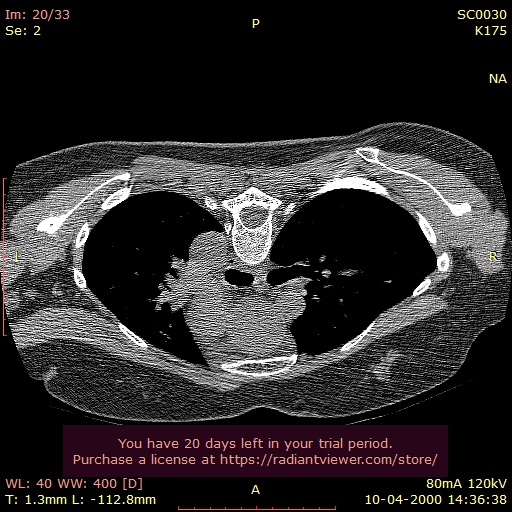 Im: 20/33
Se: 2
P
SC0030
K175
NA
L
R
You have 20 days left in your trial period.
Purchase a license at https://radiantviewer.com/store/
WL: 40 WW: 400 [D]
T: 1.3mm L: -112.8mm
A
80mA 120kV
10-04-2000 14:36:38